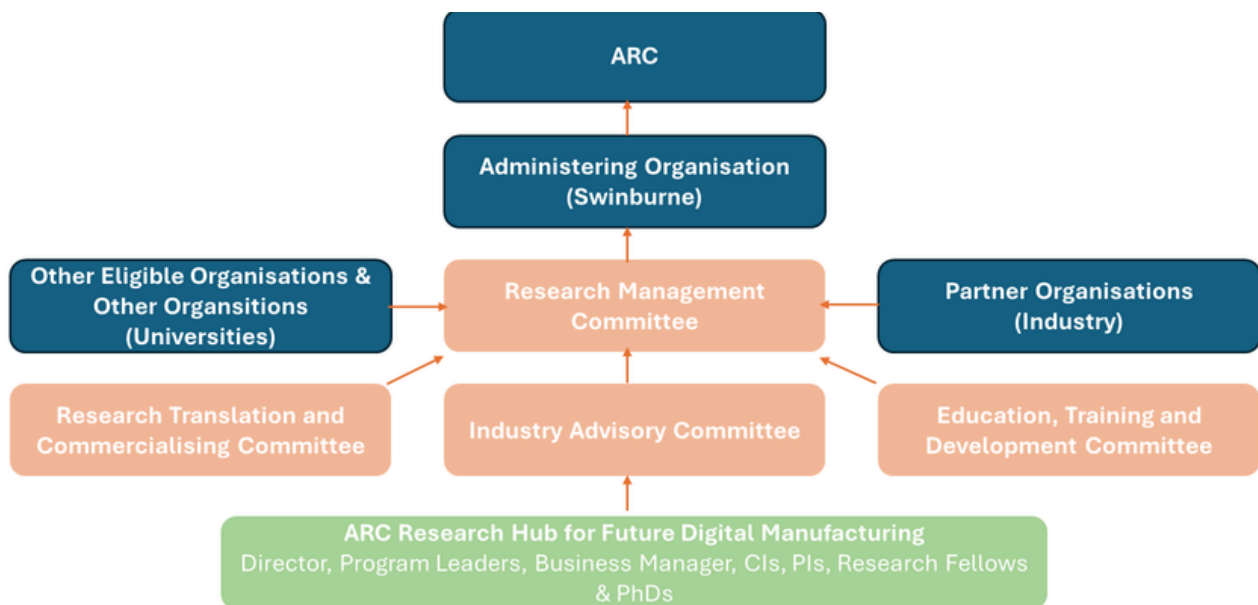 ARC
Administering Organisation
(Swinburne)
Other Eligible Organisations &
Other Organsitions
(Universities)
Research Management
Committee
Partner Organisations
(Industry)
Research Translation and
Commercialising Committee
Industry Advisory Committee
Education, Training and
Development Committee
ARC Research Hub for Future Digital Manufacturing
Director, Program Leaders, Business Manager, CIs, PIs, Research Fellows
& PhDs